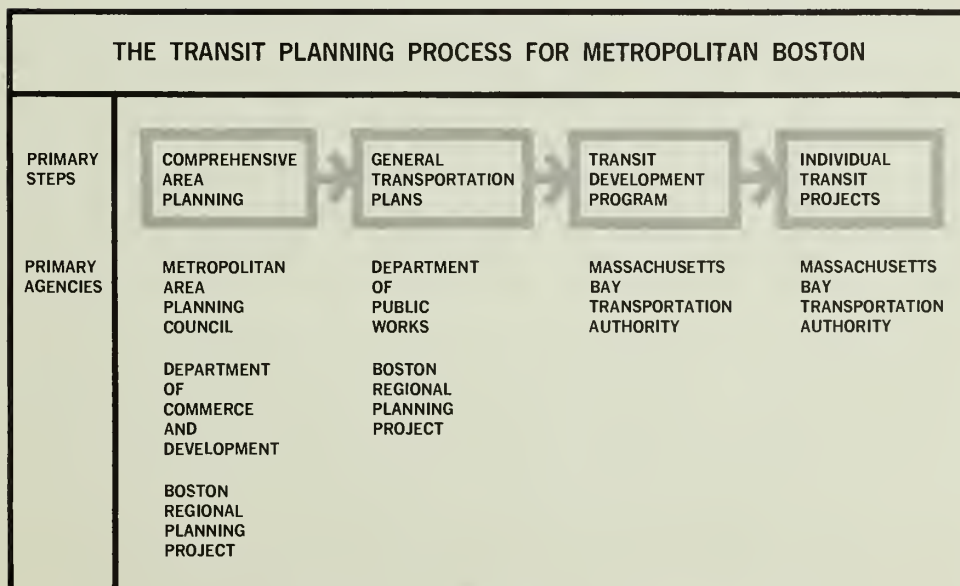 THE TRANSIT PLANNING PROCESS FOR METROPOLITAN BOSTON
PRIMARY
STEPS
COMPREHENSIVE
AREA
PLANNING
GENERAL
TRANSPORTATION
PLANS
TRANSIT
DEVELOPMENT
PROGRAM
INDIVIDUAL
TRANSIT
PROJECTS
PRIMARY
AGENCIES
METROPOLITAN
AREA
PLANNING
COUNCIL
DEPARTMENT
OF
COMMERCE
AND
DEVELOPMENT
BOSTON
REGIONAL
PLANNING
PROJECT
DEPARTMENT
OF
PUBLIC
WORKS
BOSTON
REGIONAL
PLANNING
PROJECT
MASSACHUSETTS
BAY
TRANSPORTATION
AUTHORITY
MASSACHUSETTS
BAY
TRANSPORTATION
AUTHORITY